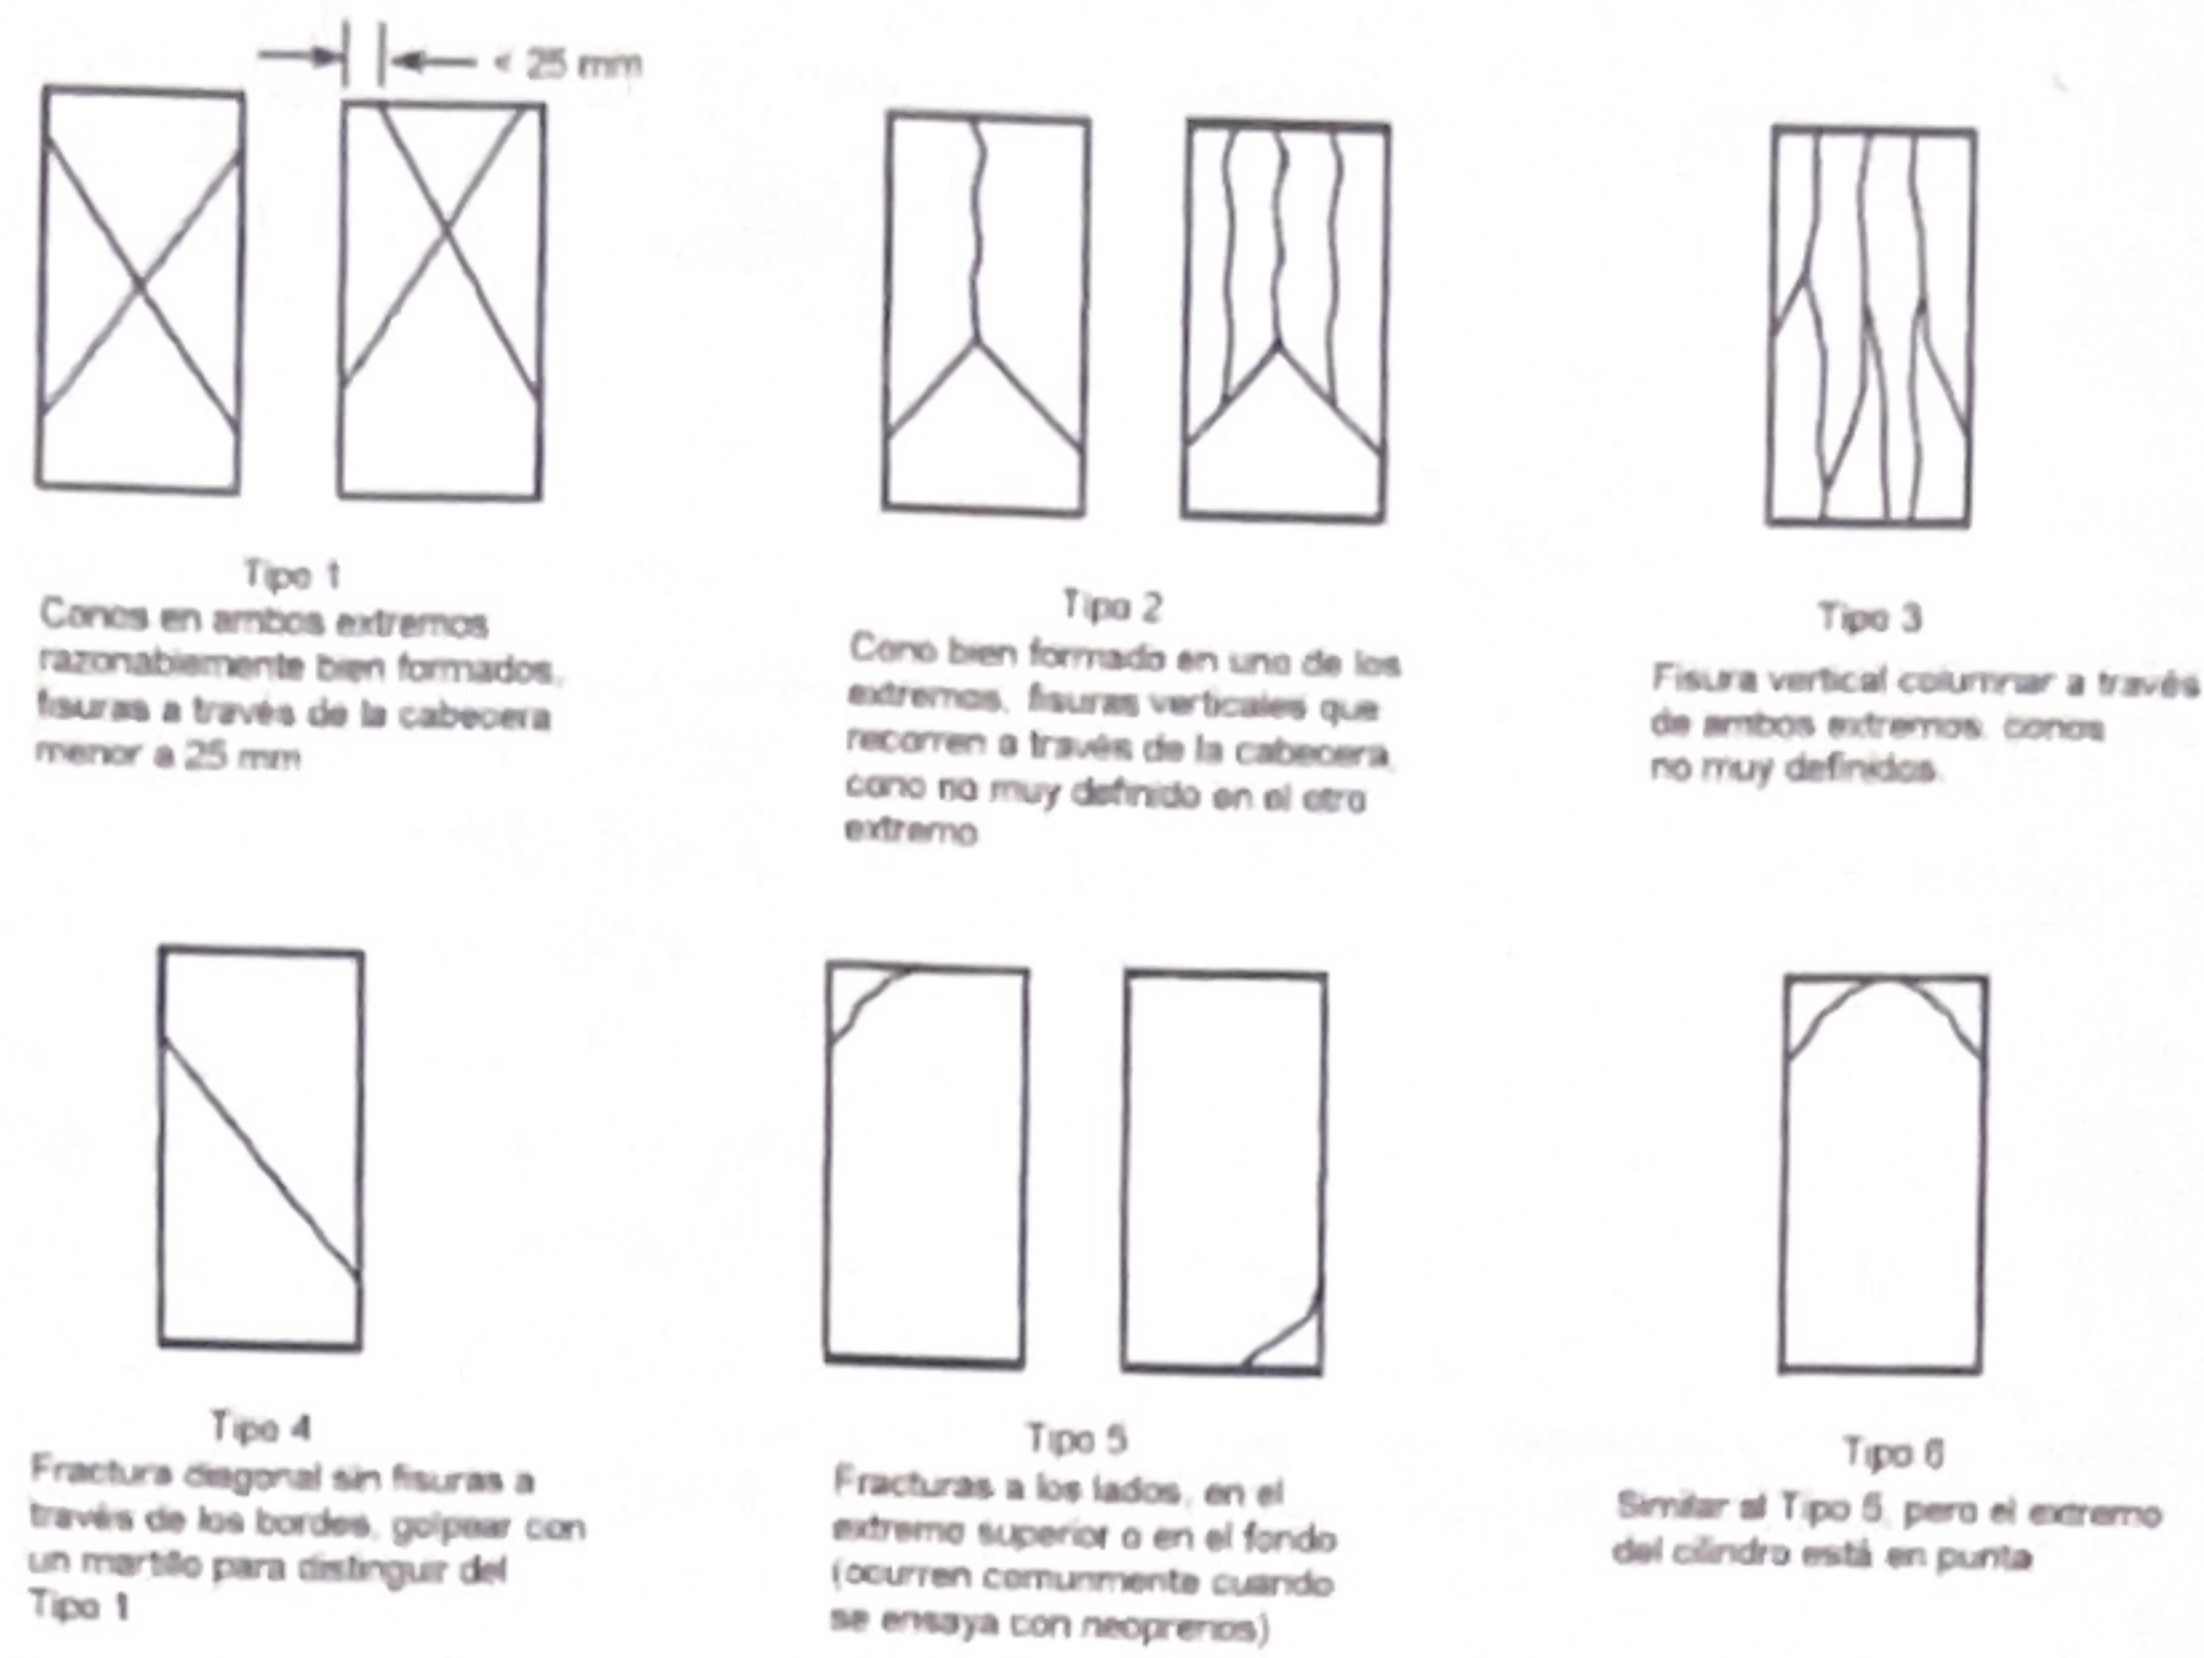 < 25 mm
Tipo 1
Conos en ambos extremos
razonablemente bien formados,
fisuras a través de la cabecera
menor a 25 mm
Tipo 2
Cono bien formado en uno de los
extremos, fisuras verticales que
recorren a través de la cabecera,
cono no muy definido en el otro
extremo
Tipo 3
Fisura vertical columnar a través
de ambos extremos, conos
no muy definidos.
Tipo 4
Fractura diagonal sin fisuras a
través de los bordes, golpear con
un martillo para distinguir del
Tipo 1
Tipo 5
Fracturas a los lados, en el
extremo superior o en el fondo
(ocurren comunmente cuando
se ensaya con neoprenos)
Tipo 6
Similar al Tipo 5, pero el extremo
del cilindro está en punta